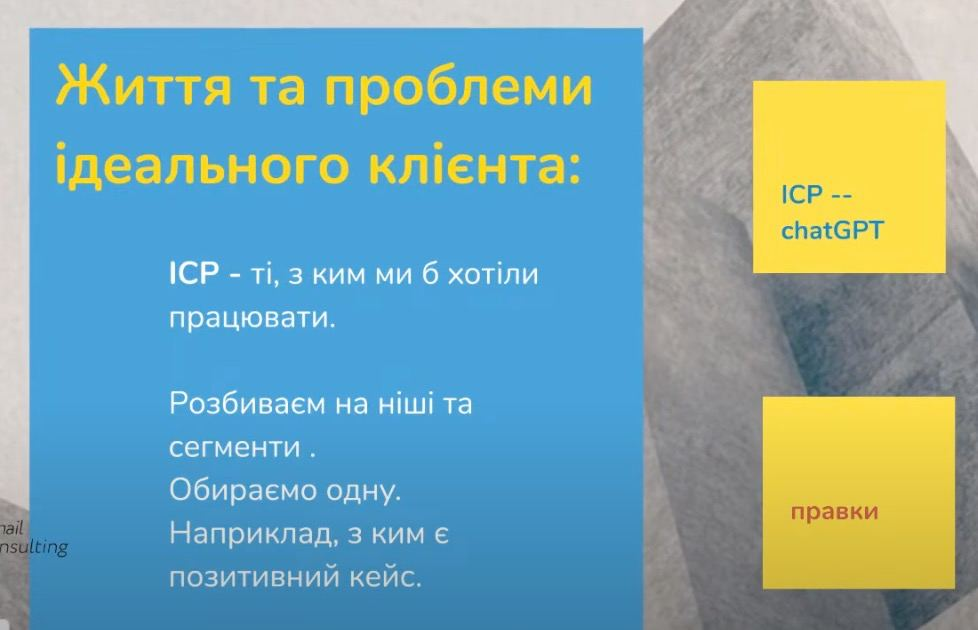 Життя та проблеми
ідеального клієнта:
ICP - ті, з ким ми б хотіли
працювати.
Розбиваєм на ніші та
сегменти .
Обираємо одну.
Наприклад, з ким є
позитивний кейс.
ICP --
chatGPT
правки